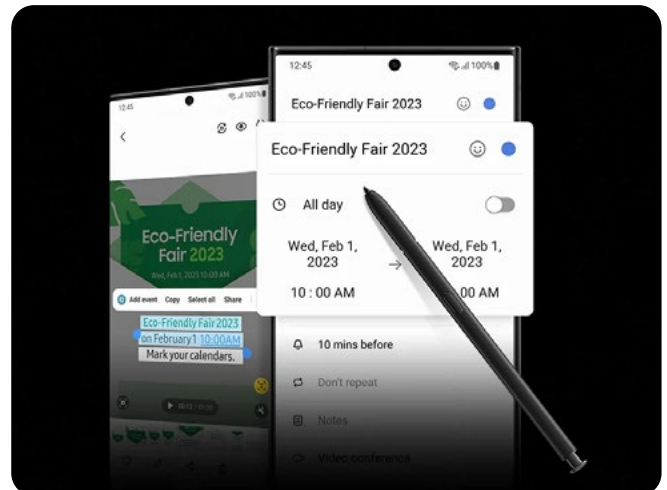 12:45
100%
Eco-Friendly
Fair 2023
Wed, Feb 1, 2023 10:00 AM
Add event Copy Select all Share
Eco-Friendly Fair 2023
on February 1 10:00AM
Mark your calendars.
12:45
100%
Eco-Friendly Fair 2023
Eco-Friendly Fair 2023
All day
Wed, Feb 1,
2023
→
Wed, Feb 1,
2023
10 : 00 AM
00 AM
10 mins before
Don't repeat
Notes
Video conference